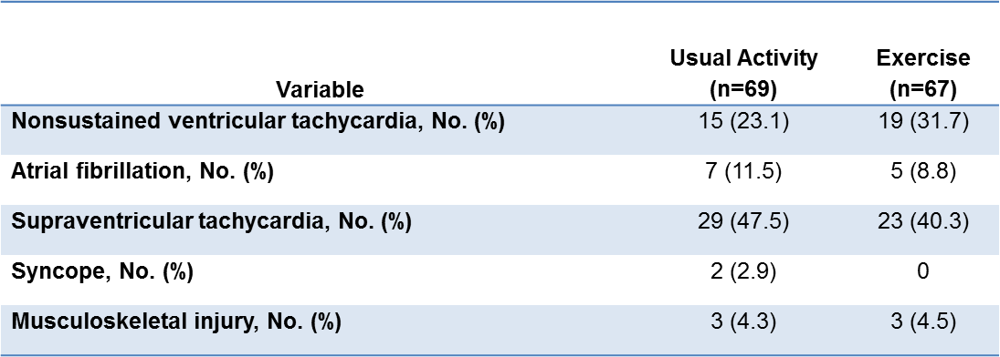 Variable Usual Activity (n=69) Exercise (n=67)
Nonsustained ventricular tachycardia, No. (%) 15 (23.1) 19 (31.7)
Atrial fibrillation, No. (%) 7 (11.5) 5 (8.8)
Supraventricular tachycardia, No. (%) 29 (47.5) 23 (40.3)
Syncope, No. (%) 2 (2.9) 0
Musculoskeletal injury, No. (%) 3 (4.3) 3 (4.5)